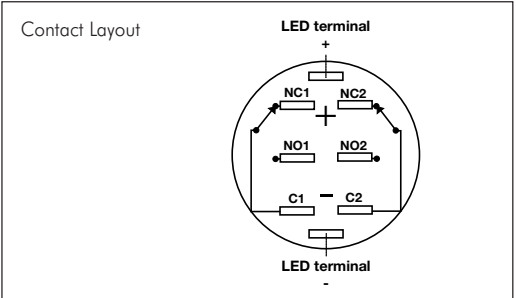 Contact Layout
LED terminal
+
NC1 NC2
+
NO1 NO2
−
C1 C2
LED terminal
-